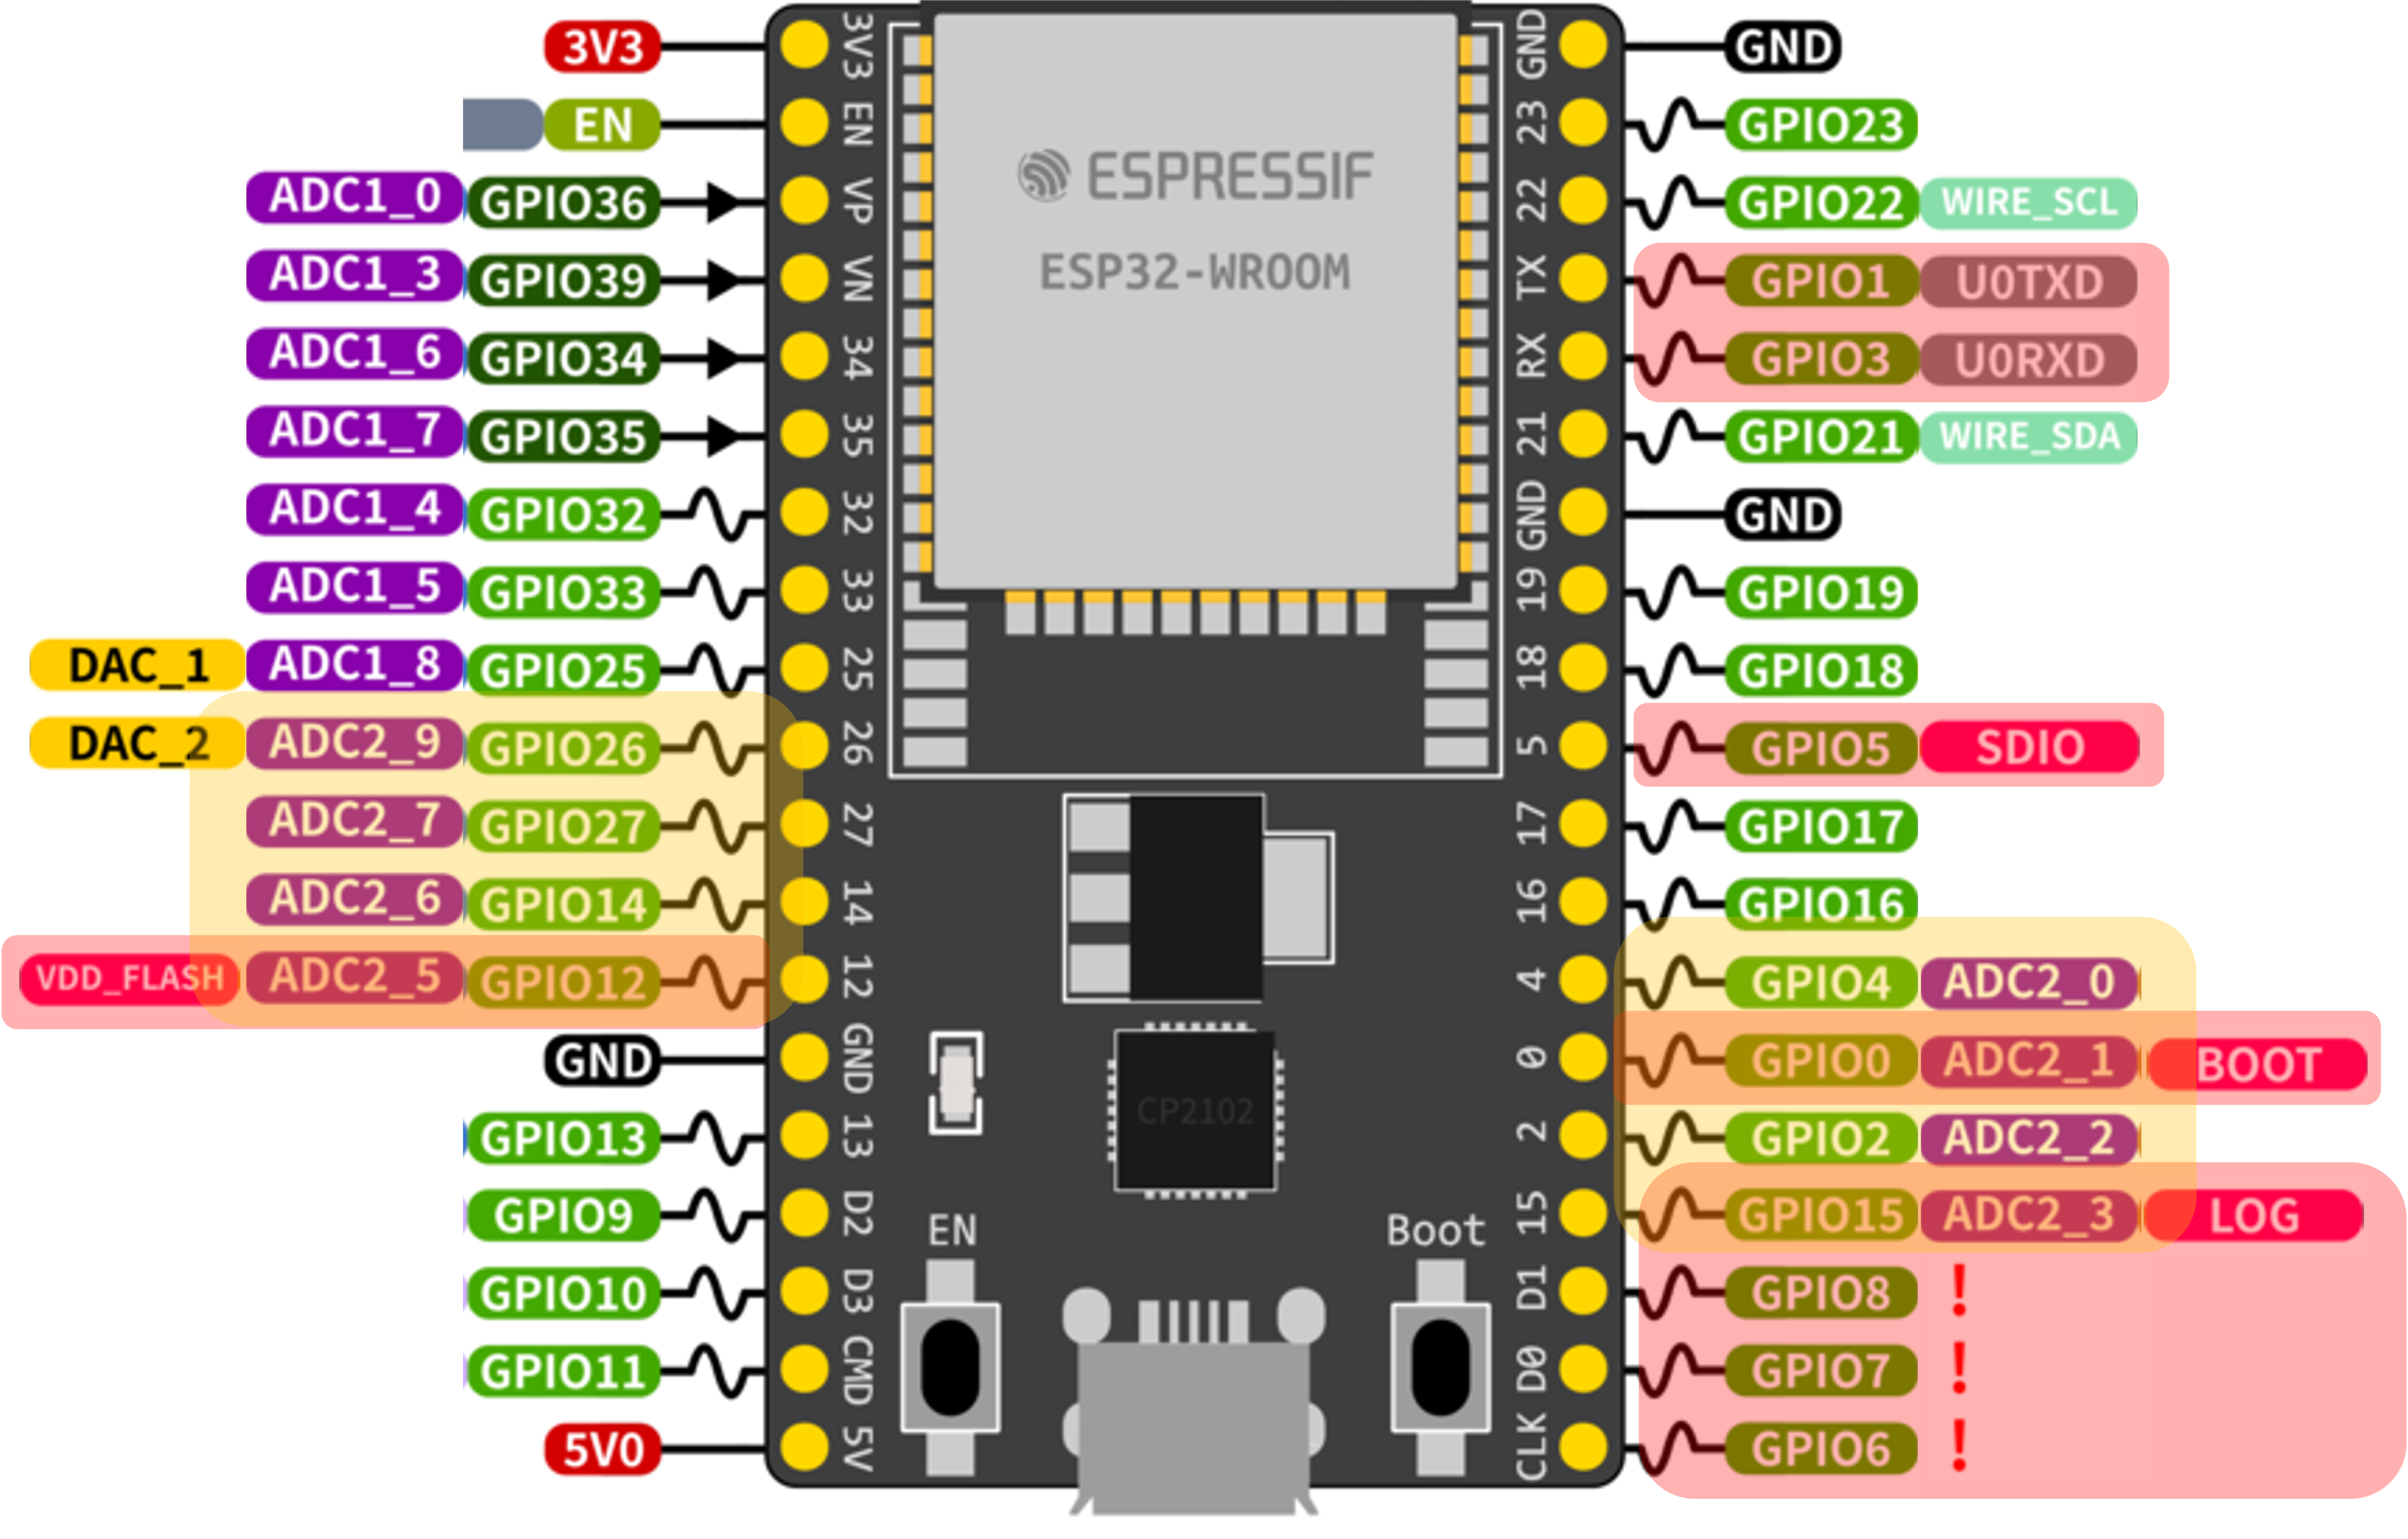 3V3 3V3 GND GND
EN EN 23 GPIO23
ADC1_0 GPIO36 VP ESPRESSIF 22 GPIO22 WIRE_SCL
ADC1_3 GPIO39 VN ESP32-WROOM TX GPIO1 U0TXD
ADC1_6 GPIO34 34 RX GPIO3 U0RXD
ADC1_7 GPIO35 35 21 GPIO21 WIRE_SDA
ADC1_4 GPIO32 32 GND GND
ADC1_5 GPIO33 33 19 GPIO19
DAC_1 ADC1_8 GPIO25 25 18 GPIO18
DAC_2 ADC2_9 GPIO26 26 5 GPIO5 SDIO
ADC2_7 GPIO27 27 17 GPIO17
ADC2_6 GPIO14 14 16 GPIO16
VDD_FLASH ADC2_5 GPIO12 12 4 GPIO4 ADC2_0
GND GND CP2102 0 GPIO0 ADC2_1 BOOT
GPIO13 13 2 GPIO2 ADC2_2
GPIO9 D2 EN Boot 15 GPIO15 ADC2_3 LOG
GPIO10 D3 D1 GPIO8 !
GPIO11 CMD D0 GPIO7 !
5V0 5V CLK GPIO6 !